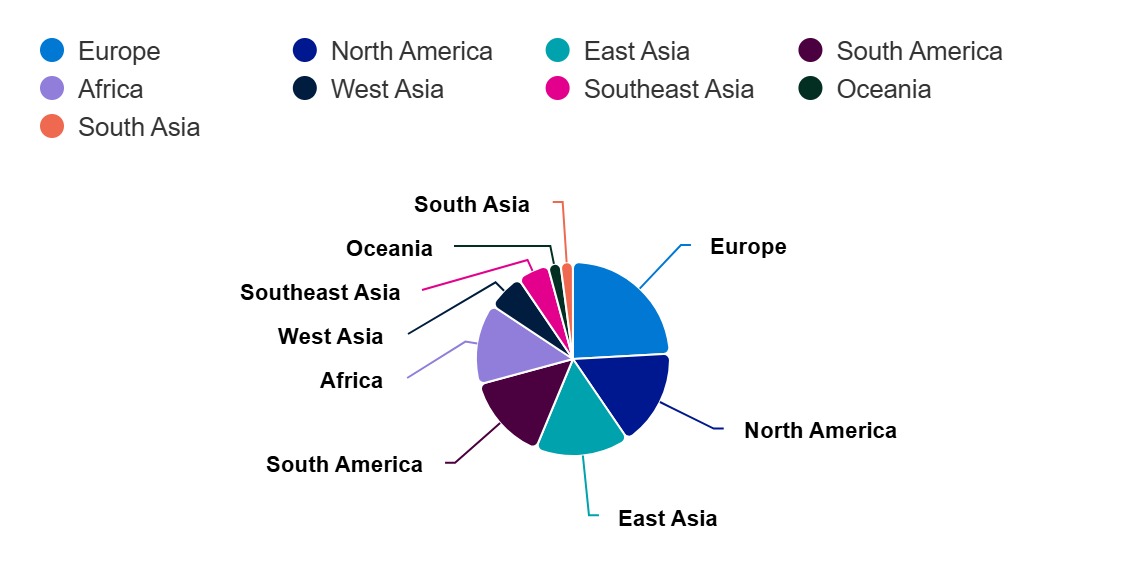 Europe
North America
East Asia
South America
Africa
West Asia
Southeast Asia
Oceania
South Asia
South Asia
Oceania
Europe
Southeast Asia
West Asia
Africa
North America
South America
East Asia